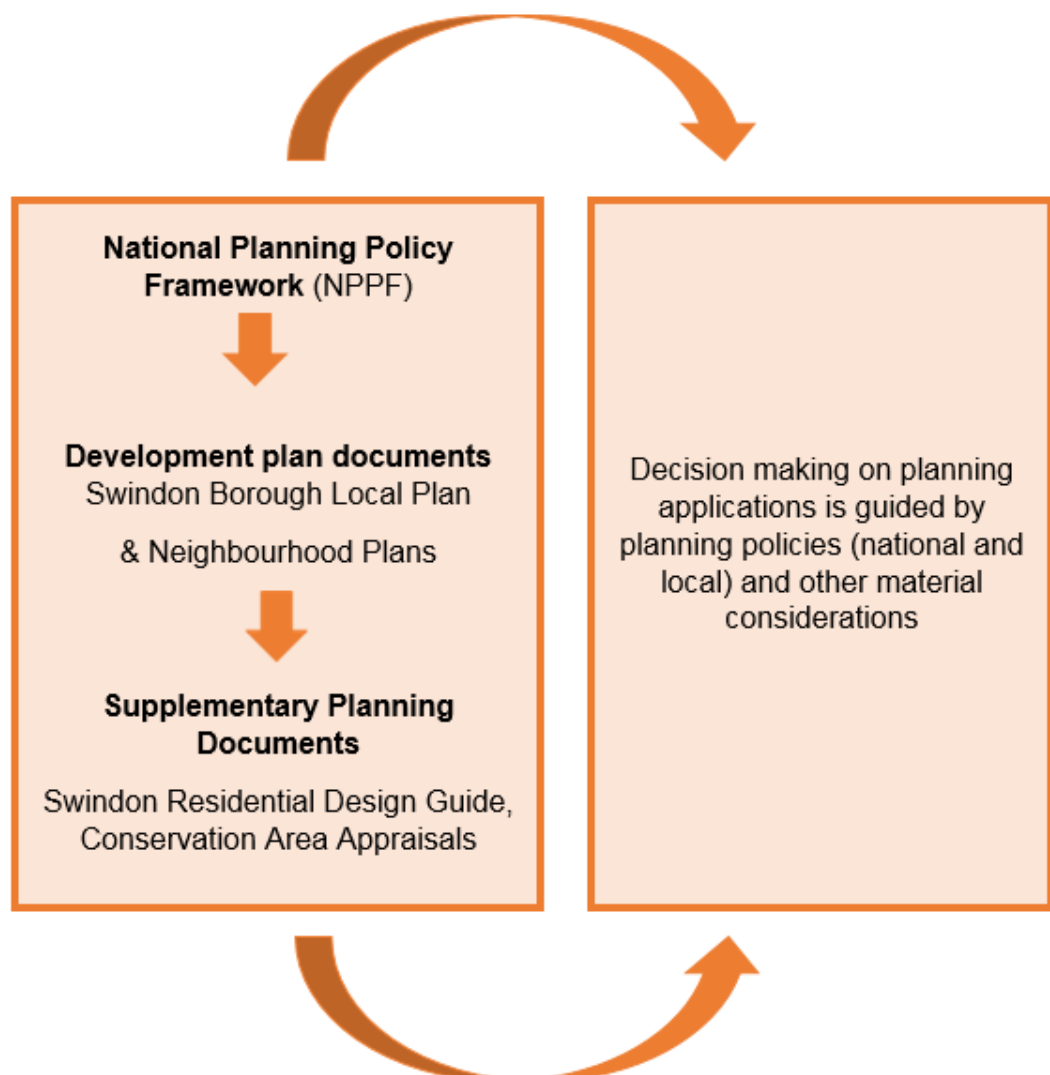 National Planning Policy
Framework (NPPF)
Development plan documents
Swindon Borough Local Plan
& Neighbourhood Plans
Supplementary Planning
Documents
Swindon Residential Design Guide,
Conservation Area Appraisals
Decision making on planning
applications is guided by
planning policies (national and
local) and other material
considerations